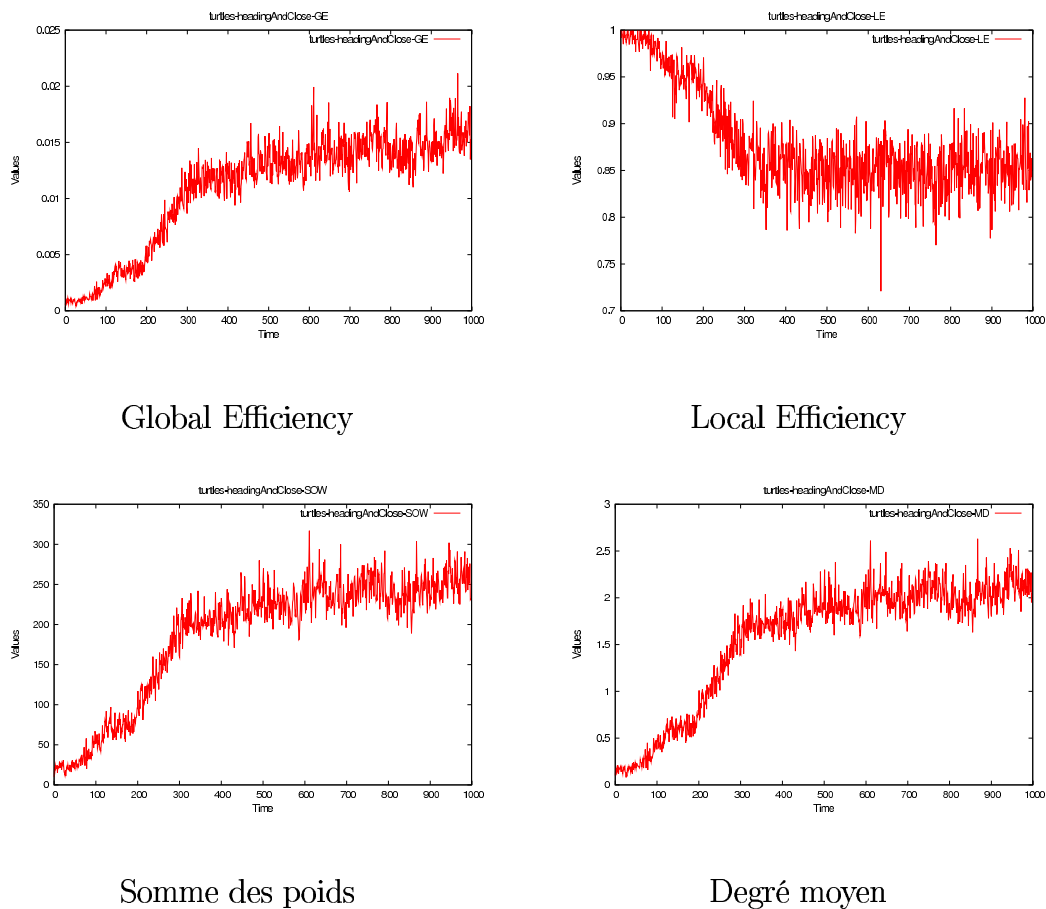 turtles-headingAndClose-GE
turtles-headingAndClose-GE
0.025
0.02
0.015
0.01
0.005
0
Values
0 100 200 300 400 500 600 700 800 900 1000
Time
Global Efficiency
turtles-headingAndClose-LE
turtles-headingAndClose-LE
1
0.95
0.9
0.85
0.8
0.75
0.7
Values
0 100 200 300 400 500 600 700 800 900 1000
Time
Local Efficiency
turtles-headingAndClose-SOW
turtles-headingAndClose-SOW
350
300
250
200
150
100
50
0
Values
0 100 200 300 400 500 600 700 800 900 1000
Time
Somme des poids
turtles-headingAndClose-MD
turtles-headingAndClose-MD
3
2.5
2
1.5
1
0.5
0
Values
0 100 200 300 400 500 600 700 800 900 1000
Time
Degré moyen